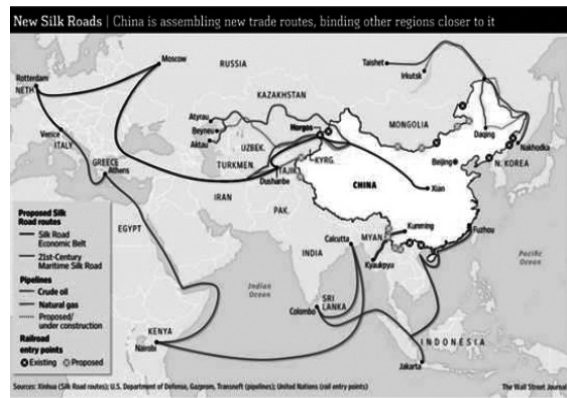 New Silk Roads | China is assembling new trade routes, binding other regions closer to it
Moscow
RUSSIA
Taishet
Irkutsk
Rotterdam
NETH
KAZAKHSTAN
Atyrau
Beyneu
Aktau
Horgos
MONGOLIA
Daqing
Nakhodka
Venice
ITALY
UZBEK.
KYRG.
Beijing
N. KOREA
GREECE
Athens
TURKMEN.
TAJIK.
Dushanbe
CHINA
Xian
IRAN
PAK.
EGYPT
Kunming
Fuzhou
Calcutta
MYAN.
INDIA
Kyaukpyu
Pacific
Ocean
Indian
Ocean
SRI
LANKA
Colombo
KENYA
Nairobi
INDONESIA
Jakarta
Proposed Silk
Road routes
Silk Road
Economic Belt
21st-Century
Maritime Silk Road
Pipelines
Crude oil
Natural gas
Proposed/
under construction
Railroad
entry points
Existing
Proposed
Sources: Xinhua (Silk Road routes); U.S. Department of Defense, Gazprom, Transneft (pipelines); United Nations (rail entry points)
The Wall Street Journal